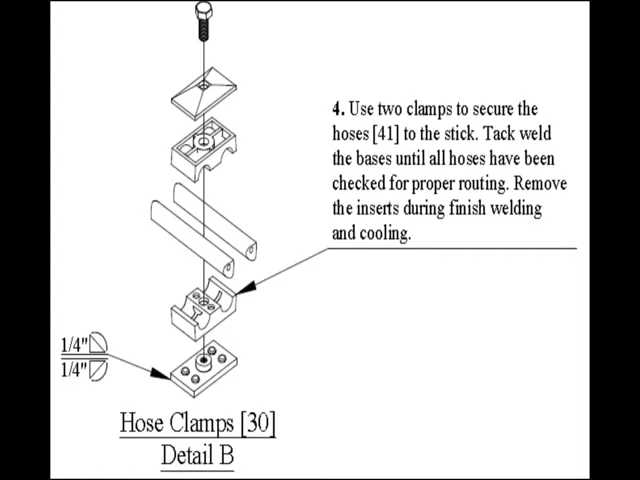 4. Use two clamps to secure the
hoses [41] to the stick. Tack weld
the bases until all hoses have been
checked for proper routing. Remove
the inserts during finish welding
and cooling.
1/4"
1/4"
Hose Clamps [30]
Detail B